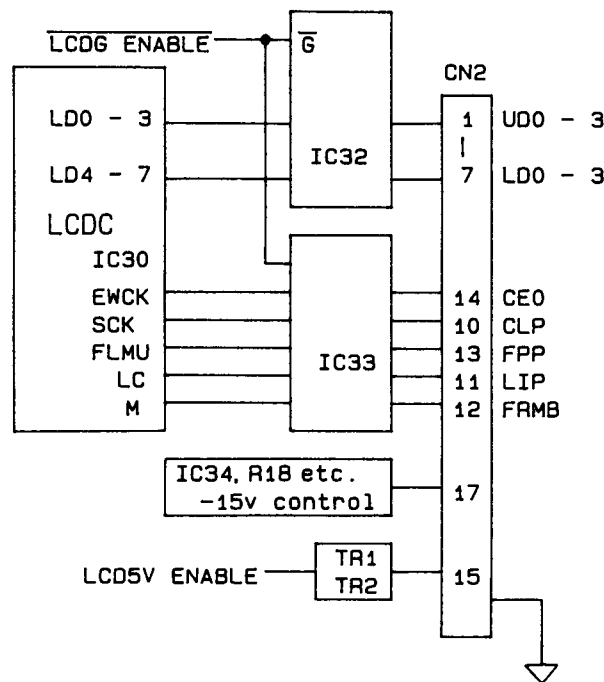 LCDG ENABLE
G
CN2
LD0 - 3
1
UD0 - 3
|
IC32
LD4 - 7
7
LD0 - 3
LCDC
IC30
EWCK
14
CEO
SCK
10
CLP
FLMU
IC33
13
FPP
LC
11
LIP
M
12
FRMB
IC34, R18 etc.
-15v control
17
LCD5V ENABLE
TR1
TR2
15